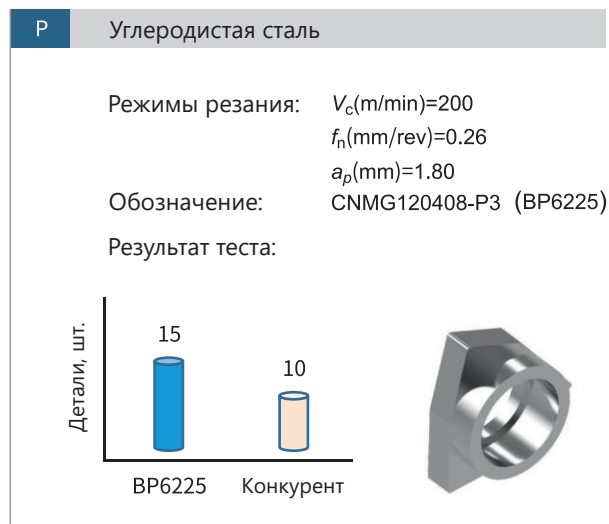 P Углеродистая сталь
Режимы резания: Vc(m/min)=200
fn(mm/rev)=0.26
ap(mm)=1.80
Обозначение: CNMG120408-P3 (BP6225)
Результат теста:
Детали, шт.
15
10
BP6225 Конкурент